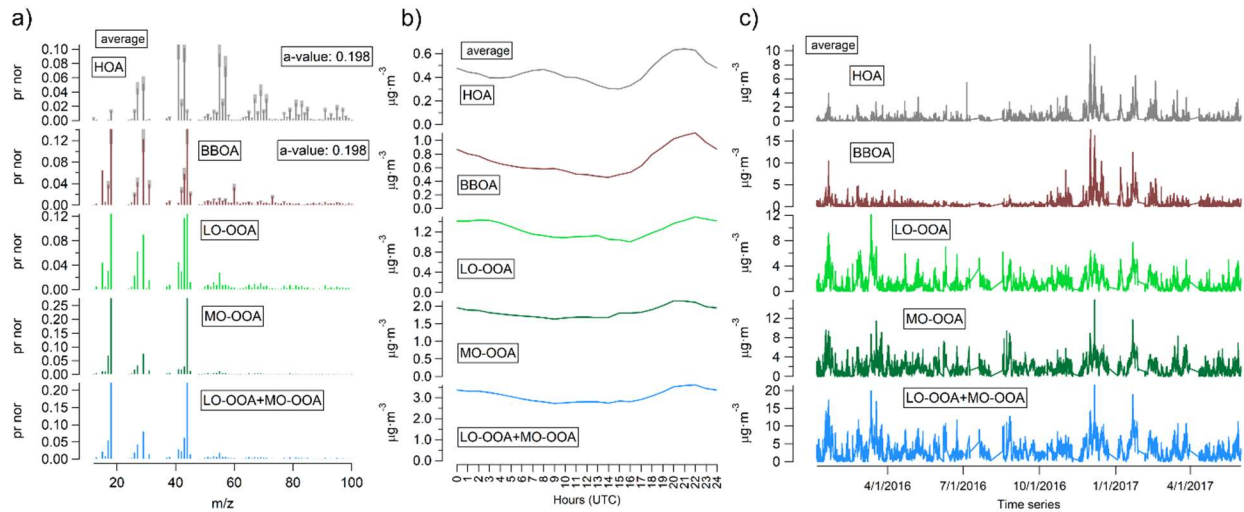 a)
average
HOA
a-value: 0.198
pr nor
0.10
0.08
0.06
0.04
0.02
0.00
BBOA
a-value: 0.198
pr nor
0.12
0.08
0.04
0.00
LO-OOA
pr nor
0.12
0.08
0.04
0.00
MO-OOA
pr nor
0.25
0.20
0.15
0.10
0.05
0.00
LO-OOA+MO-OOA
pr nor
0.20
0.15
0.10
0.05
0.00
20 40 60 80 100
m/z
b)
average
HOA
µg·m⁻³
0.6
0.4
0.2
0.0
BBOA
µg·m⁻³
1.0
0.8
0.6
0.4
0.2
0.0
LO-OOA
µg·m⁻³
1.2
0.8
0.4
0.0
MO-OOA
µg·m⁻³
2.0
1.5
1.0
0.5
0.0
LO-OOA+MO-OOA
µg·m⁻³
3.0
2.0
1.0
0.0
0 1 2 3 4 5 6 7 8 9 10 11 12 13 14 15 16 17 18 19 20 21 22 23 24
Hours (UTC)
c)
average
HOA
µg·m⁻³
10
8
6
4
2
0
BBOA
µg·m⁻³
15
10
5
0
LO-OOA
µg·m⁻³
12
8
4
0
MO-OOA
µg·m⁻³
12
8
4
0
LO-OOA+MO-OOA
µg·m⁻³
20
15
10
5
0
4/1/2016 7/1/2016 10/1/2016 1/1/2017 4/1/2017
Time series